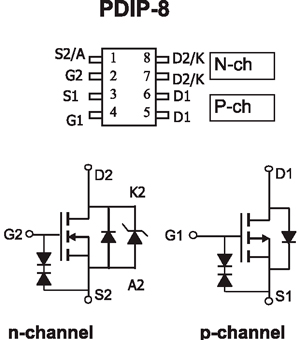 PDIP-8
S2/A 1 8 D2/K N-ch
G2 2 7 D2/K
S1 3 6 D1 P-ch
G1 4 5 D1
D2 D1
K2
G2 G1
A2
S2 S1
n-channel p-channel